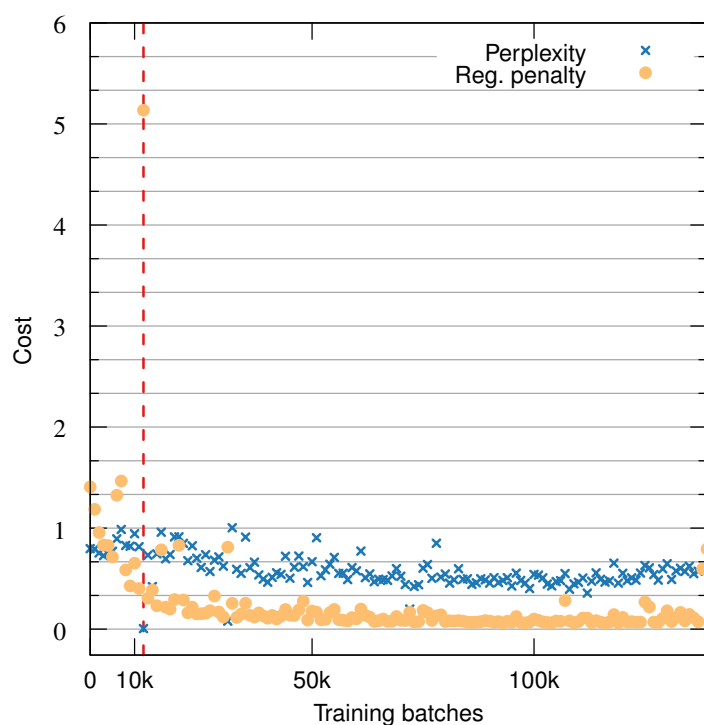 6
5
4
3
2
1
0
Cost
Perplexity
Reg. penalty
0 10k 50k 100k
Training batches